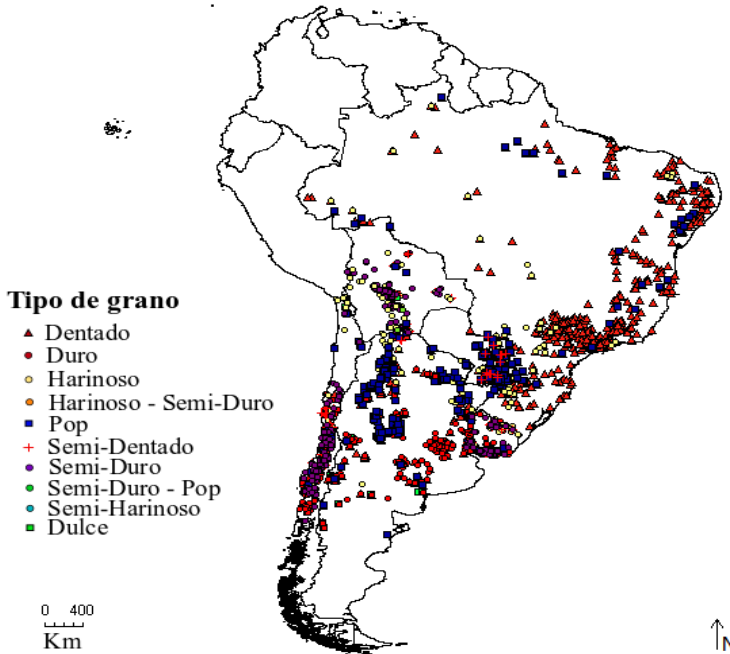 Tipo de grano
Dentado
Duro
Harinoso
Harinoso - Semi-Duro
Pop
Semi-Dentado
Semi-Duro
Semi-Duro - Pop
Semi-Harinoso
Dulce
0 400
Km
N